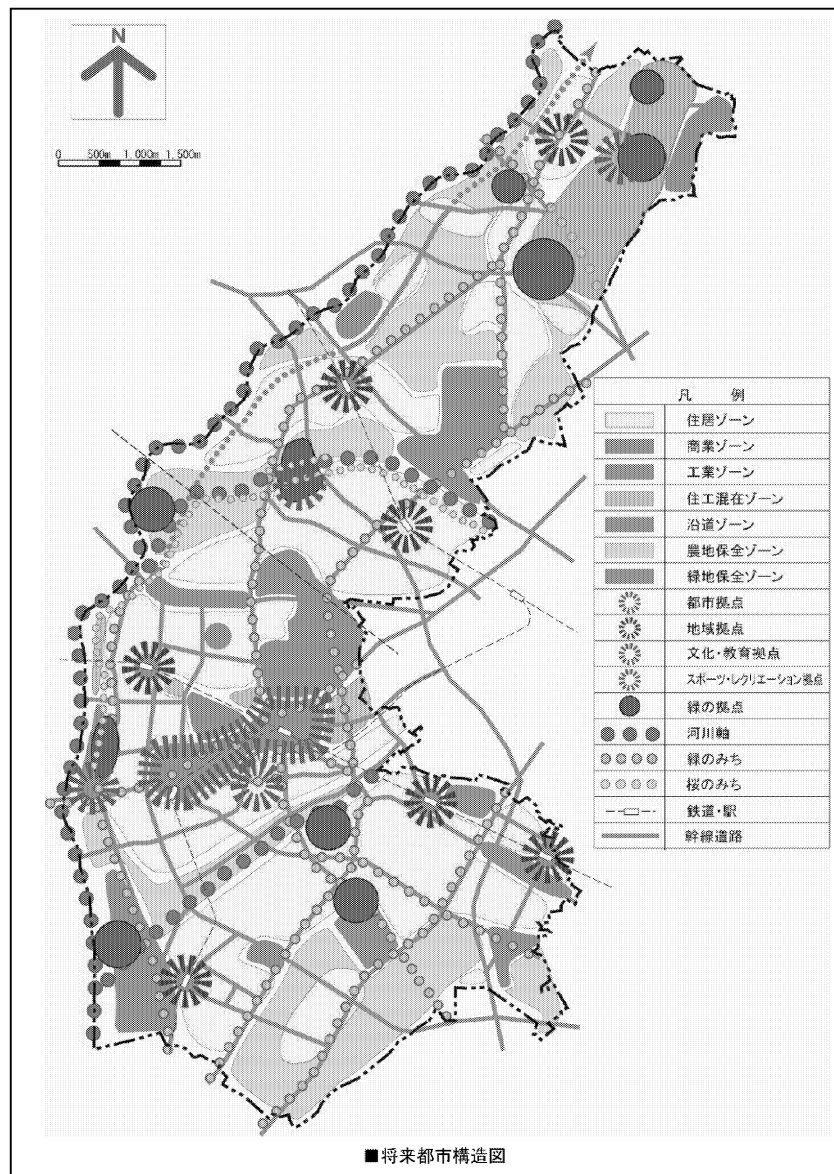 N
0 500m 1,000m 1,500m
凡 例
住居ゾーン
商業ゾーン
工業ゾーン
住工混在ゾーン
沿道ゾーン
農地保全ゾーン
緑地保全ゾーン
都市拠点
地域拠点
文化・教育拠点
スポーツ・レクリエーション拠点
緑の拠点
河川軸
緑のみち
桜のみち
鉄道・駅
幹線道路
■将来都市構造図